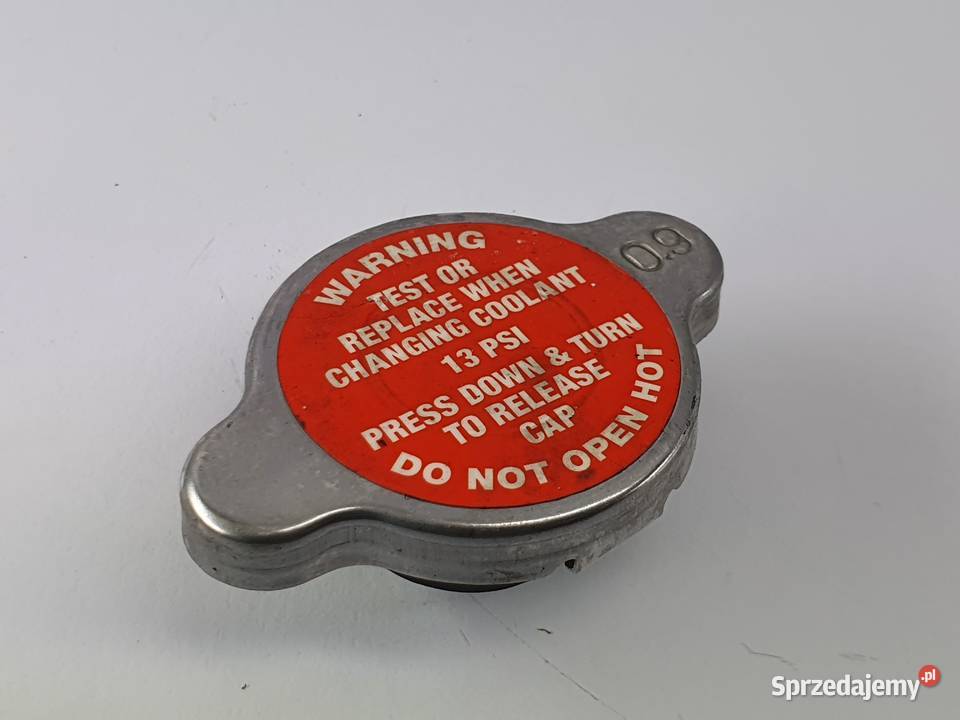 WARNING
TEST OR
REPLACE WHEN
CHANGING COOLANT
13 PSI
PRESS DOWN & TURN
TO RELEASE
CAP
DO NOT OPEN HOT
0.9
Sprzedajemy.pl